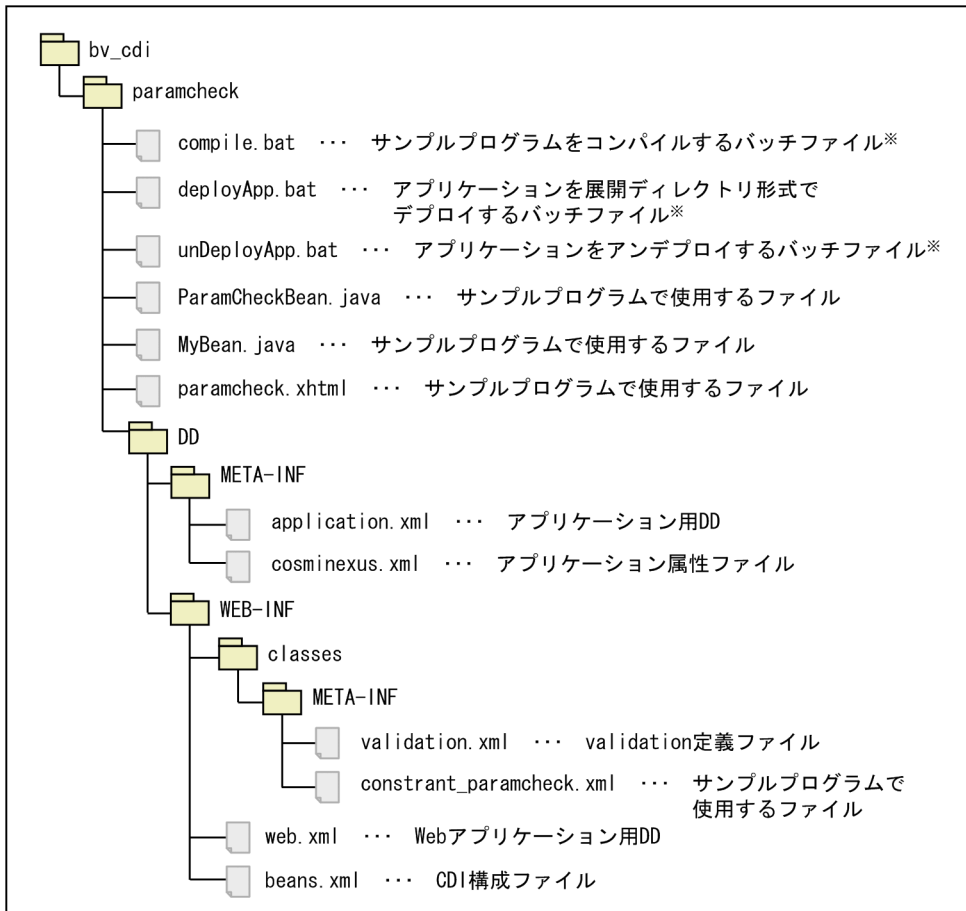 bv_cdi
paramcheck
compile.bat ･･･ サンプルプログラムをコンパイルするバッチファイル※
deployApp.bat ･･･ アプリケーションを展開ディレクトリ形式で
デプロイするバッチファイル※
unDeployApp.bat ･･･ アプリケーションをアンデプロイするバッチファイル※
ParamCheckBean.java ･･･ サンプルプログラムで使用するファイル
MyBean.java ･･･ サンプルプログラムで使用するファイル
paramcheck.xhtml ･･･ サンプルプログラムで使用するファイル
DD
META-INF
application.xml ･･･ アプリケーション用DD
cosminexus.xml ･･･ アプリケーション属性ファイル
WEB-INF
classes
META-INF
validation.xml ･･･ validation定義ファイル
constrant_paramcheck.xml ･･･ サンプルプログラムで
使用するファイル
web.xml ･･･ Webアプリケーション用DD
beans.xml ･･･ CDI構成ファイル